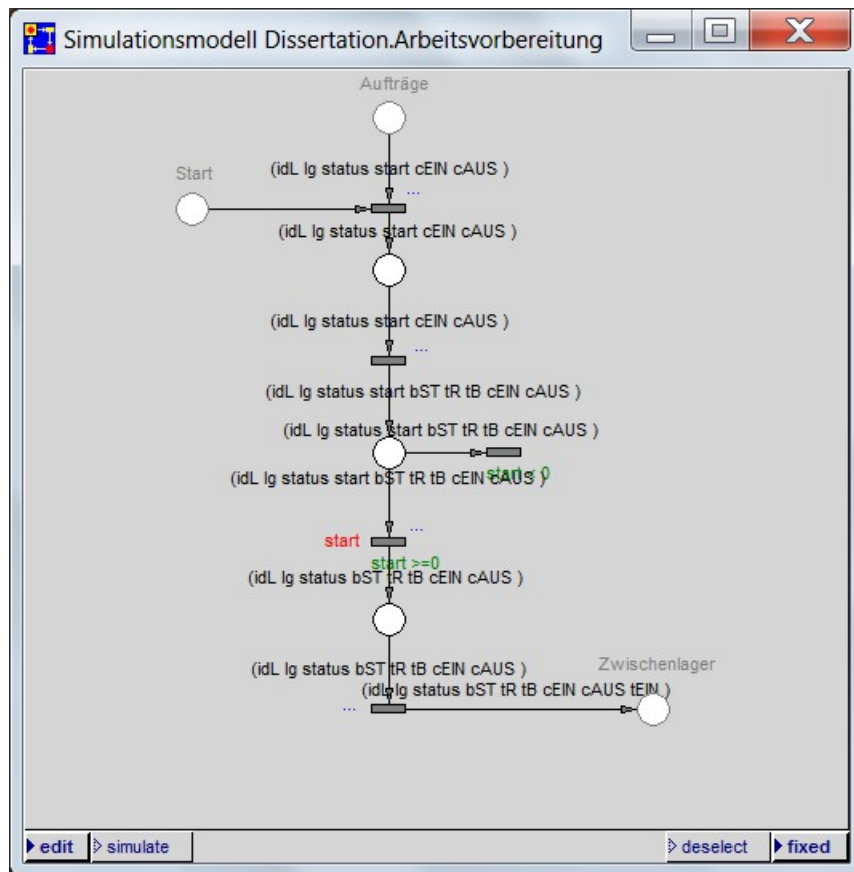 Simulationsmodell Dissertation.Arbeitsvorbereitung
Aufträge
(idL lg status start cEIN cAUS )
Start
...
(idL lg status start cEIN cAUS )
(idL lg status start cEIN cAUS )
...
(idL lg status start bST tR tB cEIN cAUS )
(idL lg status start bST tR tB cEIN cAUS )
start < 0
(idL lg status start bST tR tB cEIN cAUS )
...
start
start >=0
(idL lg status bST tR tB cEIN cAUS )
(idL lg status bST tR tB cEIN cAUS )
Zwischenlager
(idL lg status bST tR tB cEIN cAUS tEIN )
...
edit
simulate
deselect
fixed